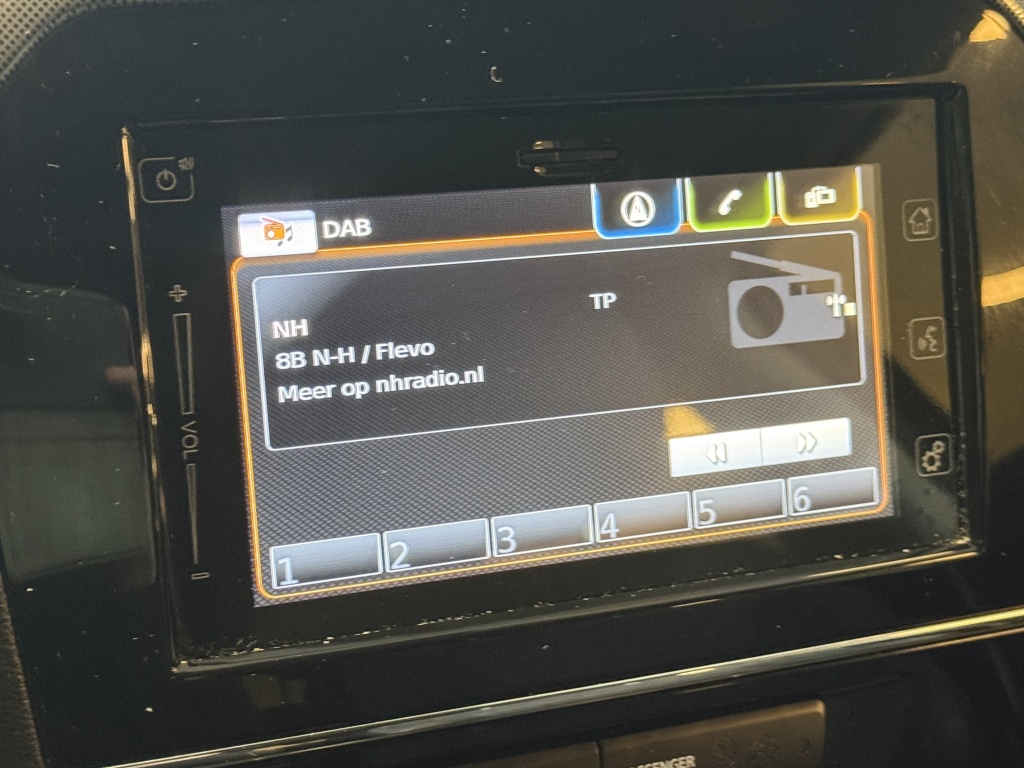 DAB
TP
NH
8B N-H / Flevo
Meer op nhradio.nl
+
VOL
1 2 3 4 5 6